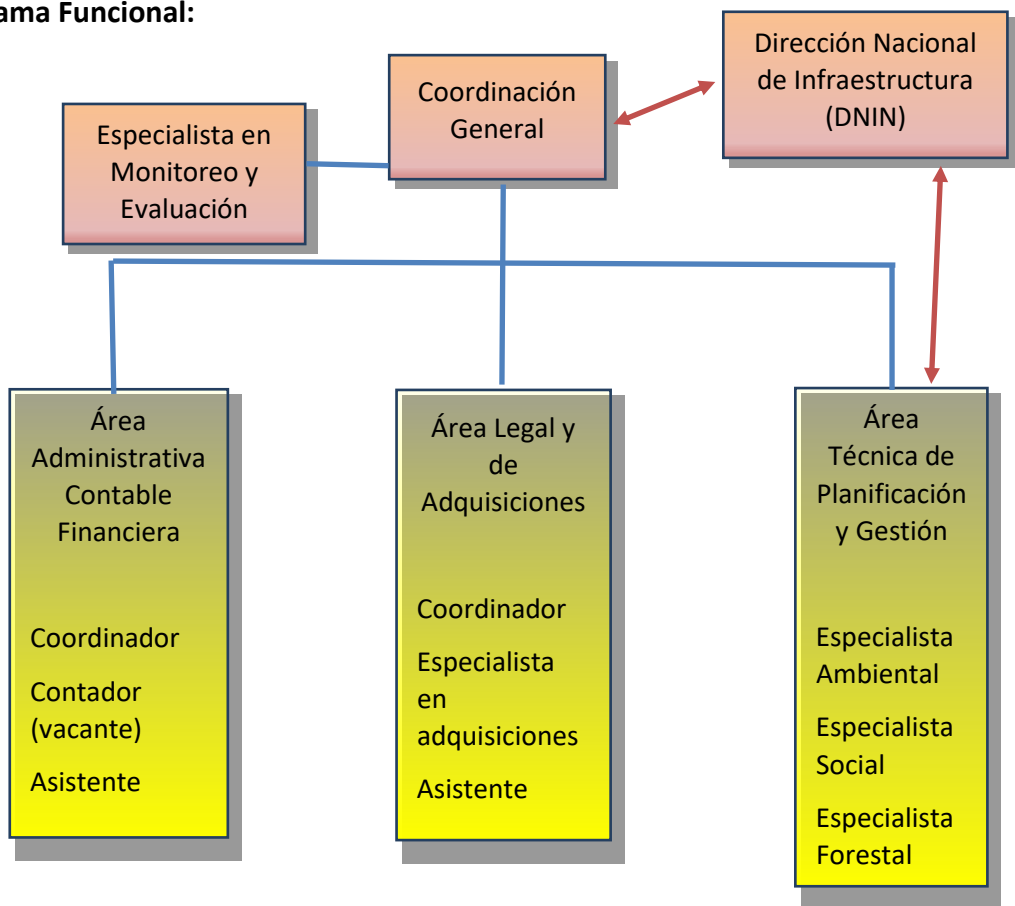 ama Funcional:
Dirección Nacional
de Infraestructura
(DNIN)
Coordinación
General
Especialista en
Monitoreo y
Evaluación
Área
Administrativa
Contable
Financiera
Coordinador
Contador
(vacante)
Asistente
Área Legal y
de
Adquisiciones
Coordinador
Especialista
en
adquisiciones
Asistente
Área
Técnica de
Planificación
y Gestión
Especialista
Ambiental
Especialista
Social
Especialista
Forestal